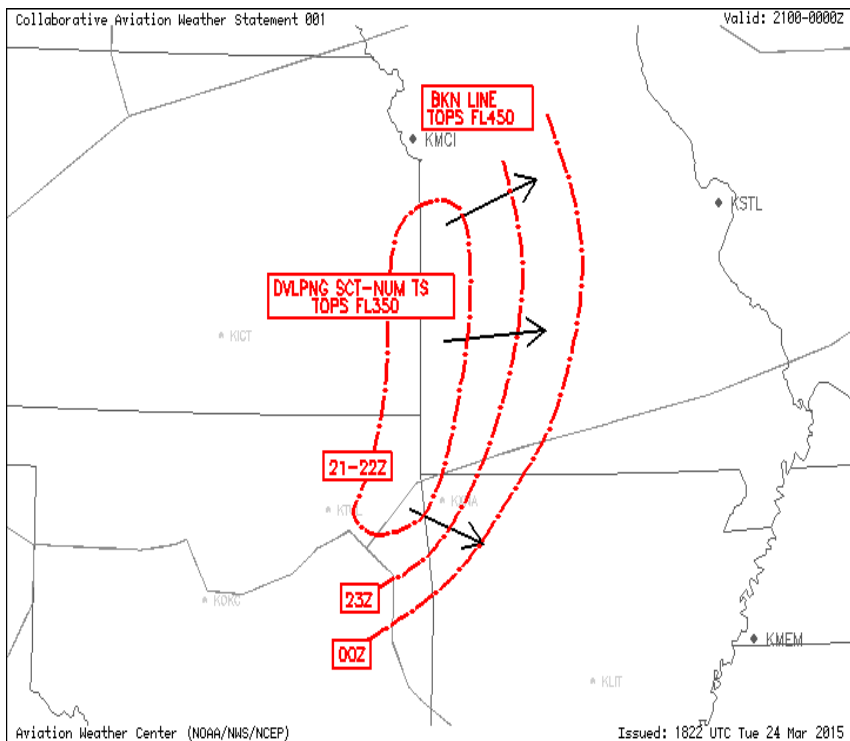 Collaborative Aviation Weather Statement 001
Valid: 2100-0000Z
BKN LINE
TOPS FL450
KMCI
KSTL
DVLPNG SCT-NUM TS
TOPS FL350
KICT
21-22Z
KOKC
23Z
00Z
KMEM
KLIT
Aviation Weather Center (NOAA/NWS/NCEP)
Issued: 1822 UTC Tue 24 Mar 2015